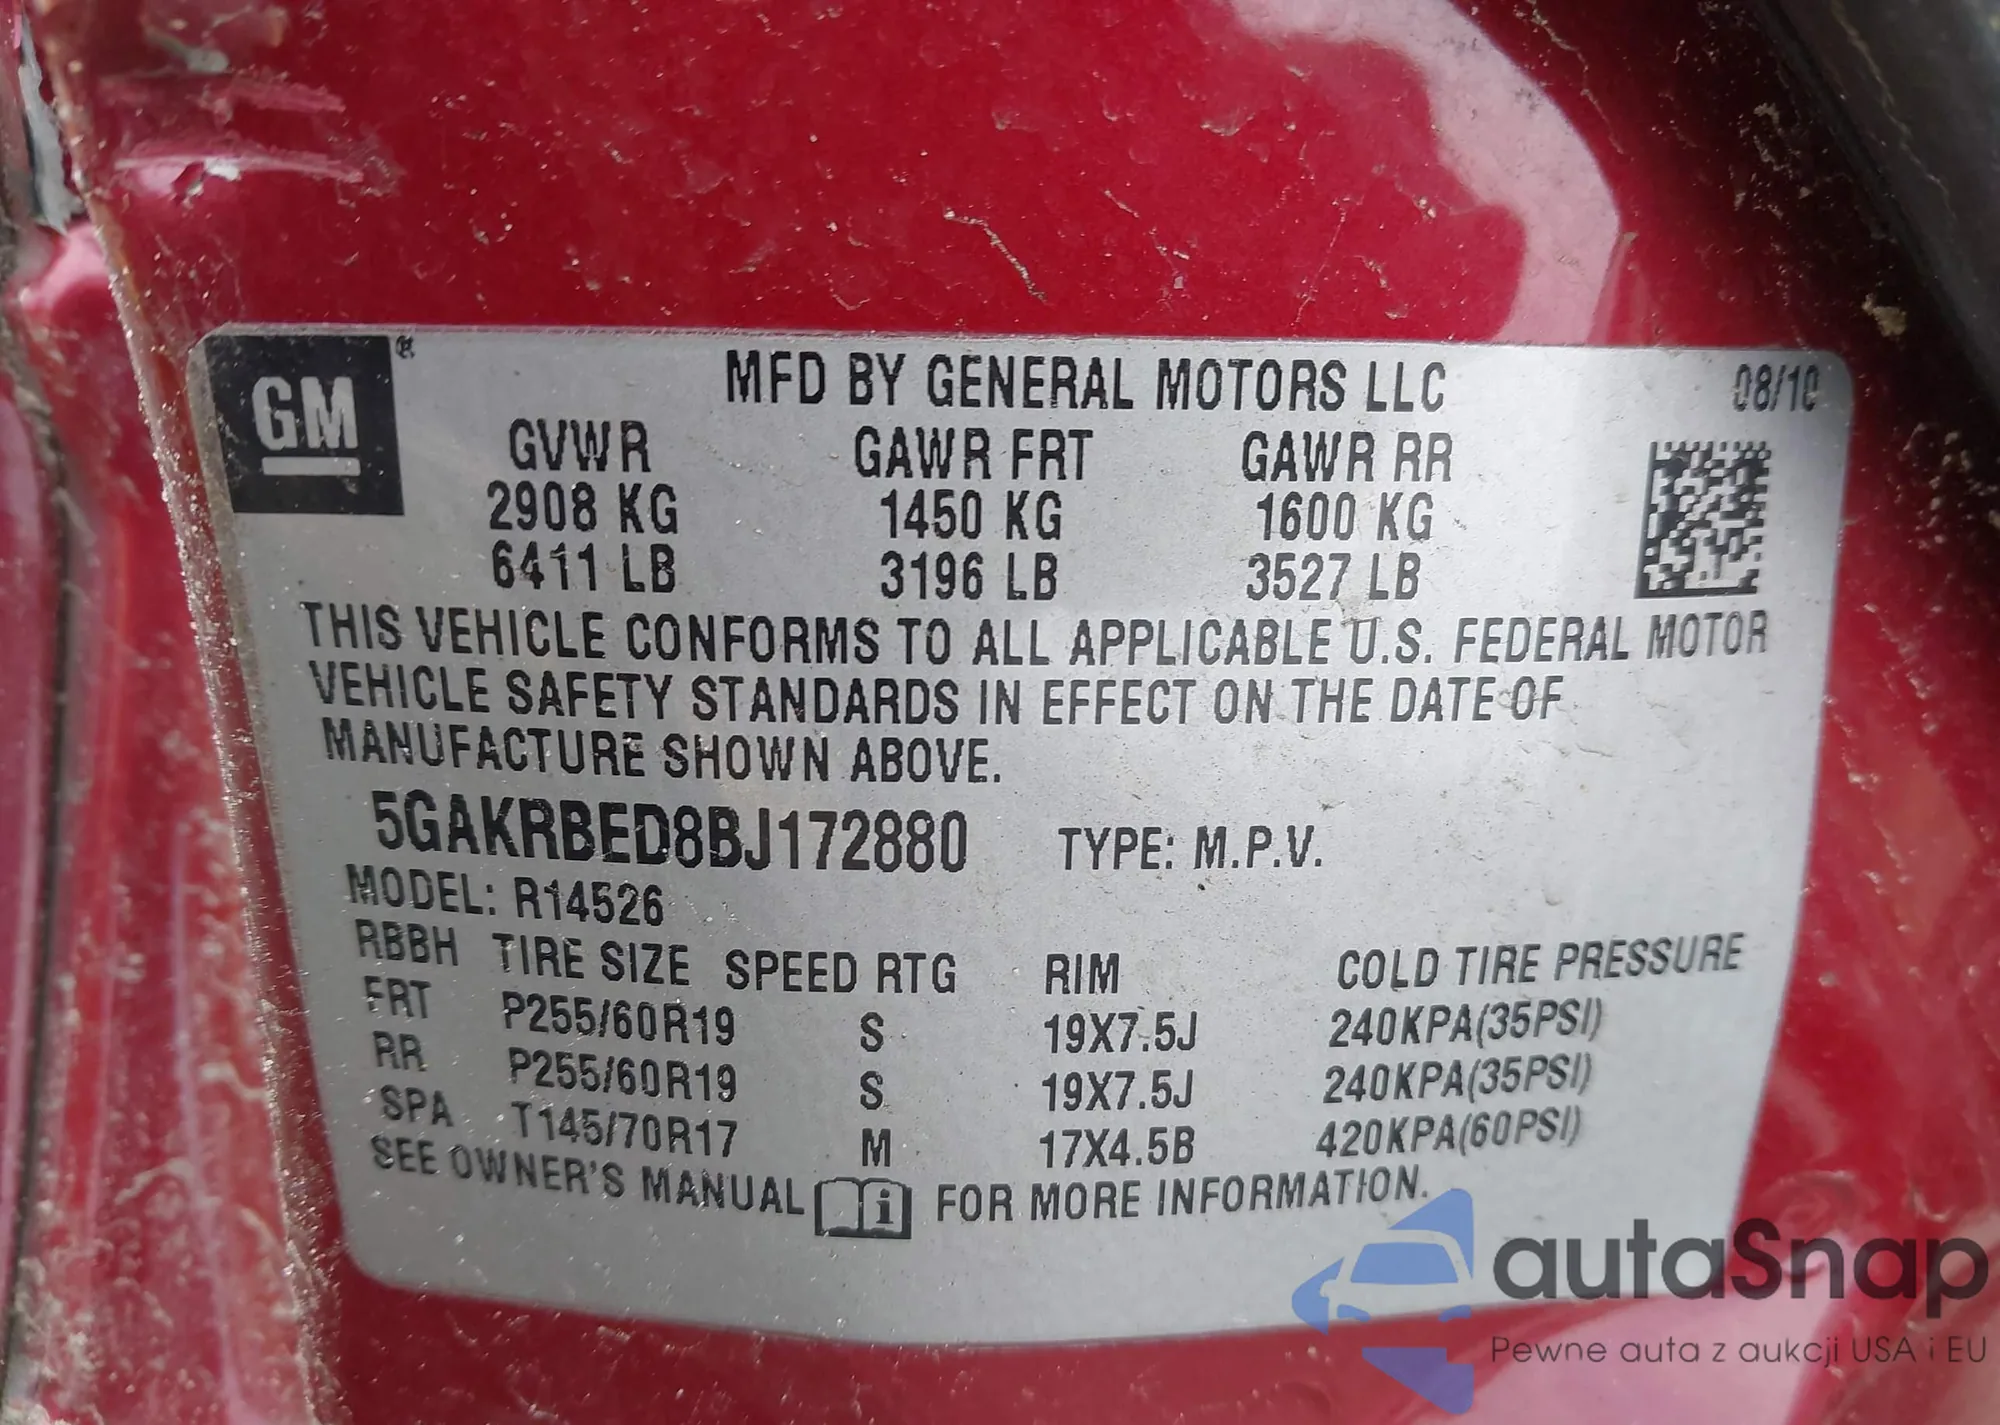 GM®
MFD BY GENERAL MOTORS LLC 08/10
GVWR GAWR FRT GAWR RR
2908 KG 1450 KG 1600 KG
6411 LB 3196 LB 3527 LB
THIS VEHICLE CONFORMS TO ALL APPLICABLE U.S. FEDERAL MOTOR
VEHICLE SAFETY STANDARDS IN EFFECT ON THE DATE OF
MANUFACTURE SHOWN ABOVE.
5GAKRBED8BJ172880 TYPE: M.P.V.
MODEL: R14526
RBBH TIRE SIZE SPEED RTG RIM COLD TIRE PRESSURE
FRT P255/60R19 S 19X7.5J 240KPA(35PSI)
RR P255/60R19 S 19X7.5J 240KPA(35PSI)
SPA T145/70R17 M 17X4.5B 420KPA(60PSI)
SEE OWNER'S MANUAL i FOR MORE INFORMATION.
autaSnap
Pewne auta z aukcji USA i EU